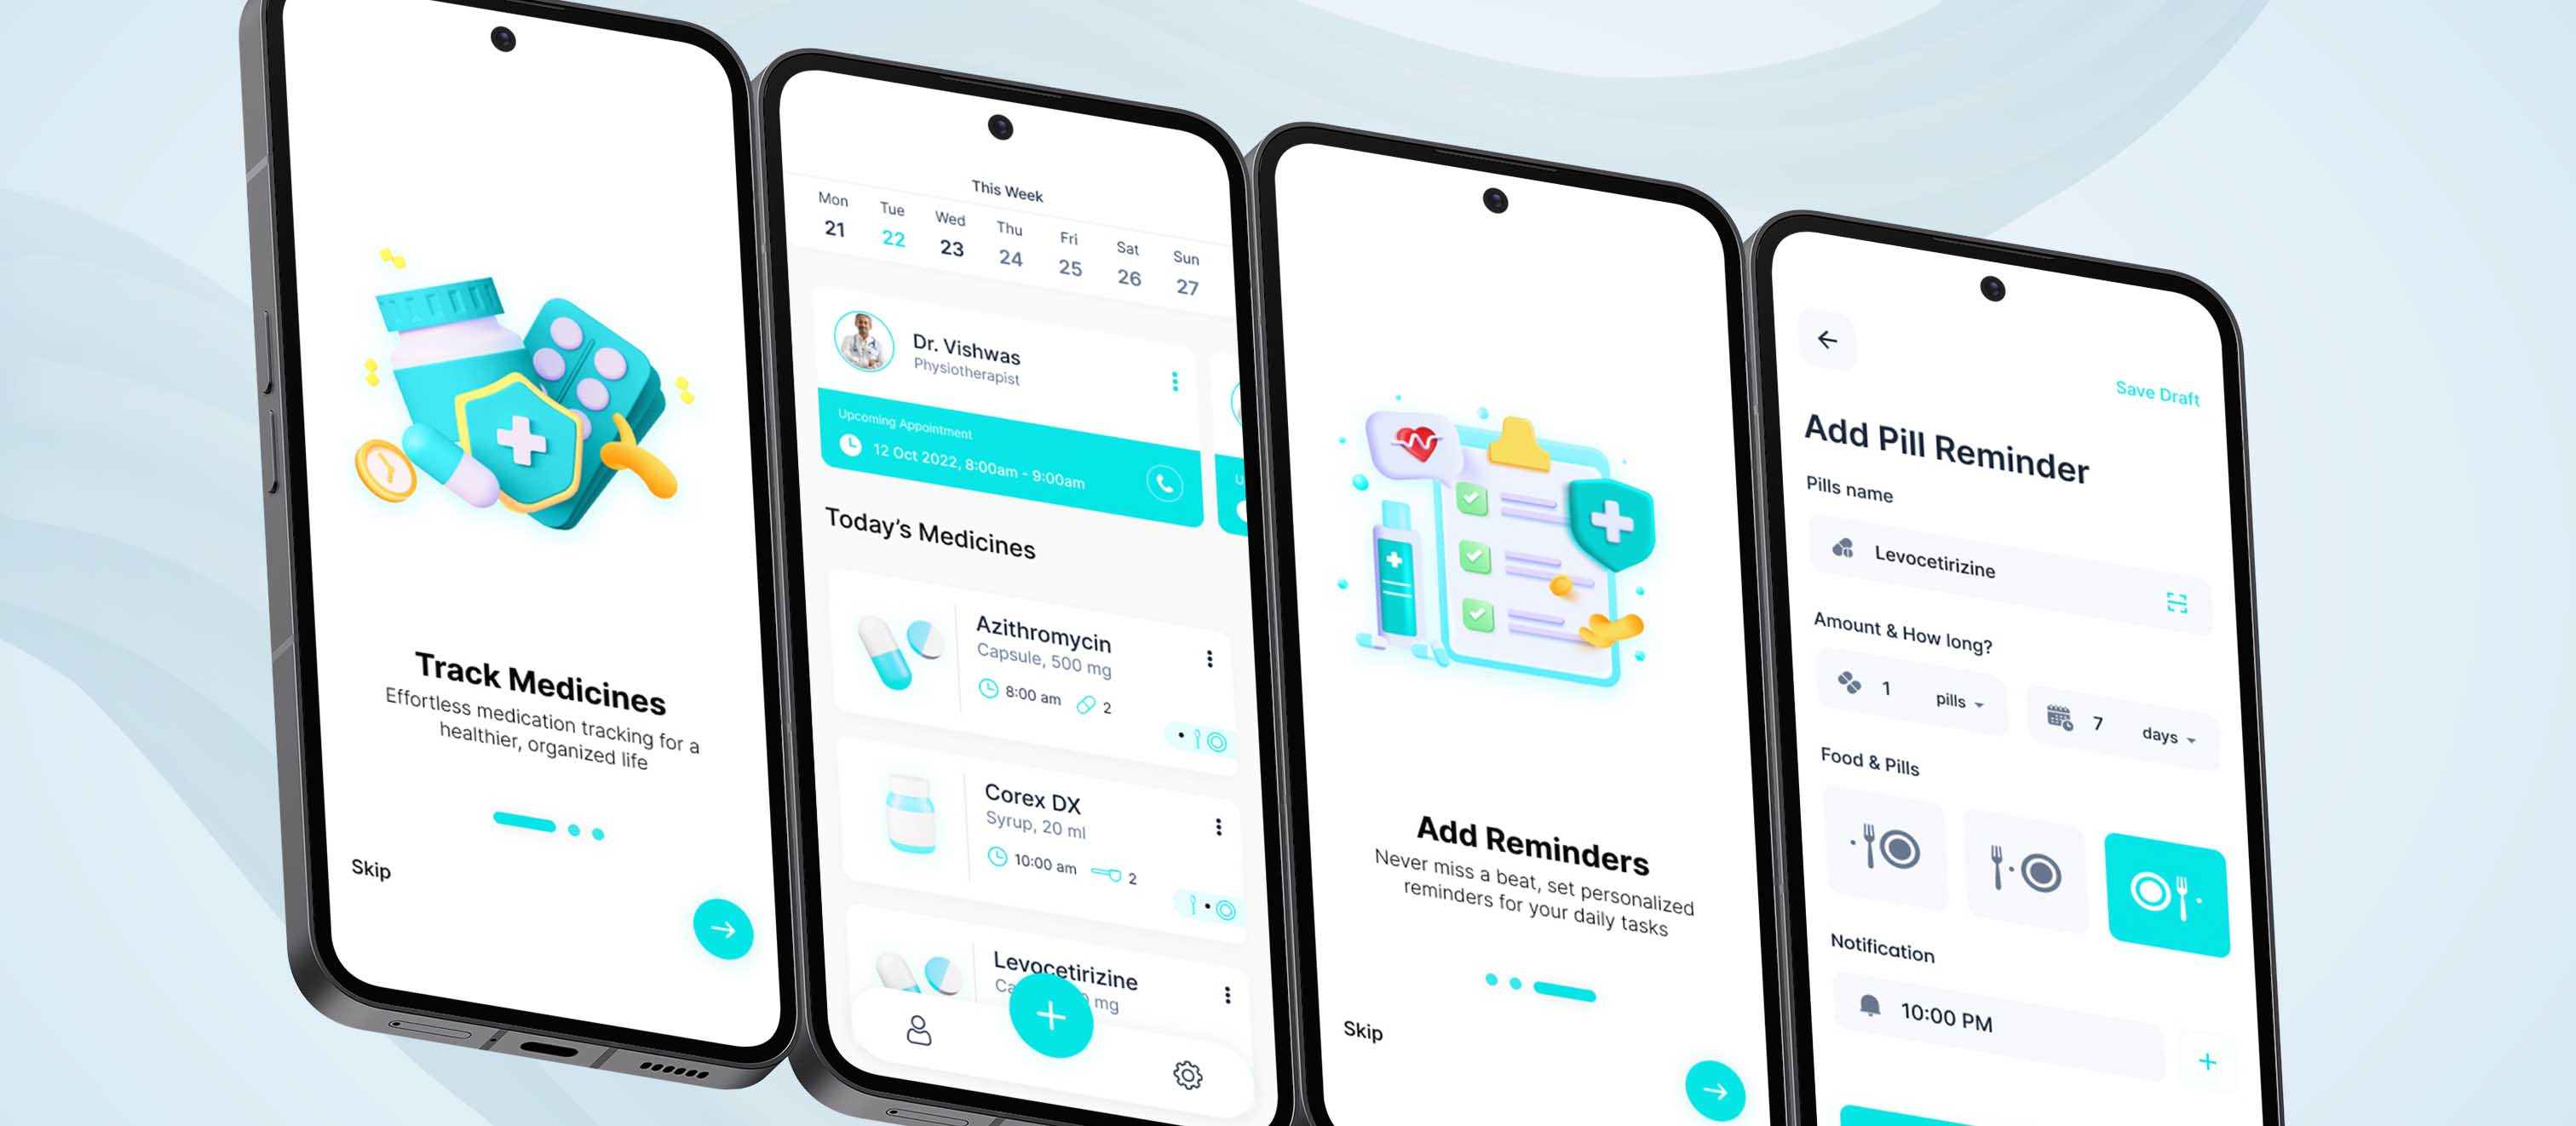 Track Medicines
Effortless medication tracking for a
healthier, organized life
Skip
This Week
Mon Tue Wed Thu Fri Sat Sun
21 22 23 24 25 26 27
Dr. Vishwas
Physiotherapist
Upcoming Appointment
12 Oct 2022, 8:00am - 9:00am
U
Today’s Medicines
Azithromycin
Capsule, 500 mg
8:00 am 2
Corex DX
Syrup, 20 ml
10:00 am 2
Levocetirizine
mg
Add Reminders
Never miss a beat, set personalized
reminders for your daily tasks
Skip
Save Draft
Add Pill Reminder
Pills name
Levocetirizine
Amount & How long?
1 pills 7 days
Food & Pills
Notification
10:00 PM